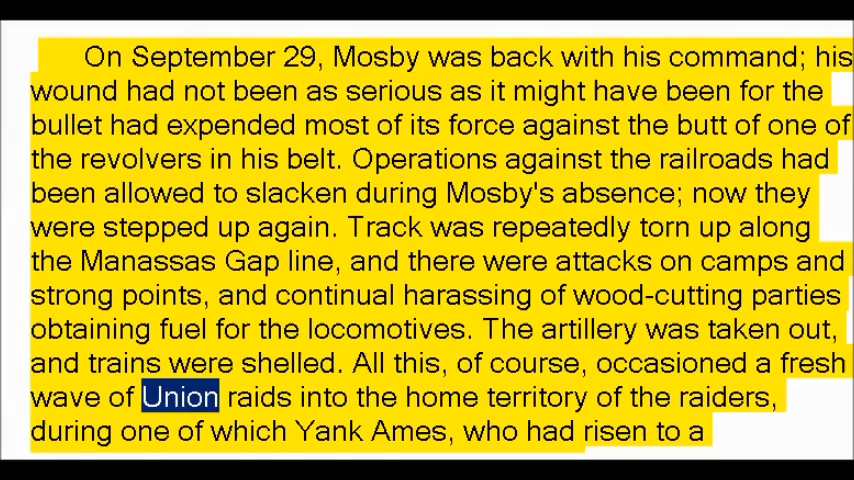 On September 29, Mosby was back with his command; his
wound had not been as serious as it might have been for the
bullet had expended most of its force against the butt of one of
the revolvers in his belt. Operations against the railroads had
been allowed to slacken during Mosby's absence; now they
were stepped up again. Track was repeatedly torn up along
the Manassas Gap line, and there were attacks on camps and
strong points, and continual harassing of wood-cutting parties
obtaining fuel for the locomotives. The artillery was taken out,
and trains were shelled. All this, of course, occasioned a fresh
wave of Union raids into the home territory of the raiders,
during one of which Yank Ames, who had risen to a